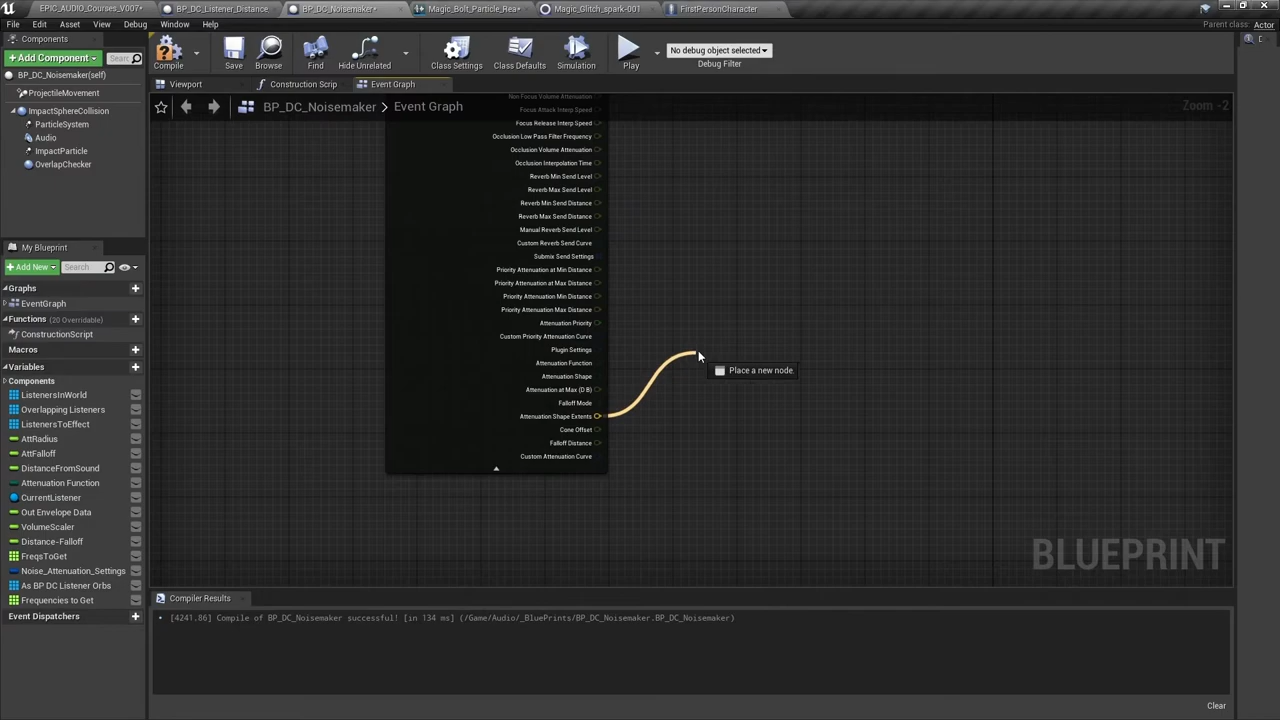 EPIC_AUDIO_Courses_V007*
BP_DC_Listener_Distance
BP_DC_Noisemaker*
Magic_Bolt_Particle_Rea*
Magic_Glitch_spark-001
FirstPersonCharacter
File Edit Asset View Debug Window Help
Parent class: Actor
Components
+ Add Component
Searc
BP_DC_Noisemaker(self)
ProjectileMovement
ImpactSphereCollision
ParticleSystem
Audio
ImpactParticle
OverlapChecker
Compile
Save
Browse
Find
Hide Unrelated
Class Settings
Class Defaults
Simulation
Play
No debug object selected
Debug Filter
Viewport
Construction Scrip
Event Graph
BP_DC_Noisemaker > Event Graph
Zoom -2
Non Focus Volume Attenuation
Focus Attack Interp Speed
Focus Release Interp Speed
Occlusion Low Pass Filter Frequency
Occlusion Volume Attenuation
Occlusion Interpolation Time
Reverb Min Send Level
Reverb Max Send Level
Reverb Min Send Distance
Reverb Max Send Distance
Manual Reverb Send Level
Custom Reverb Send Curve
Submix Send Settings
Priority Attenuation at Min Distance
Priority Attenuation at Max Distance
Priority Attenuation Min Distance
Priority Attenuation Max Distance
Attenuation Priority
Custom Priority Attenuation Curve
Plugin Settings
Attenuation Function
Attenuation Shape
Attenuation at Max (D B)
Falloff Mode
Attenuation Shape Extents
Cone Offset
Falloff Distance
Custom Attenuation Curve
Place a new node.
BLUEPRINT
My Blueprint
+ Add New
Search
Graphs
EventGraph
Functions (20 Overridable)
ConstructionScript
Macros
Variables
Components
ListenersInWorld
Overlapping Listeners
ListenersToEffect
AttRadius
AttFalloff
DistanceFromSound
Attenuation Function
CurrentListener
Out Envelope Data
VolumeScaler
Distance-Falloff
FreqsToGet
Noise_Attenuation_Settings
As BP DC Listener Orbs
Frequencies to Get
Event Dispatchers
Compiler Results
• [4241.86] Compile of BP_DC_Noisemaker successful! [in 134 ms] (/Game/Audio/_BluePrints/BP_DC_Noisemaker.BP_DC_Noisemaker)
Clear